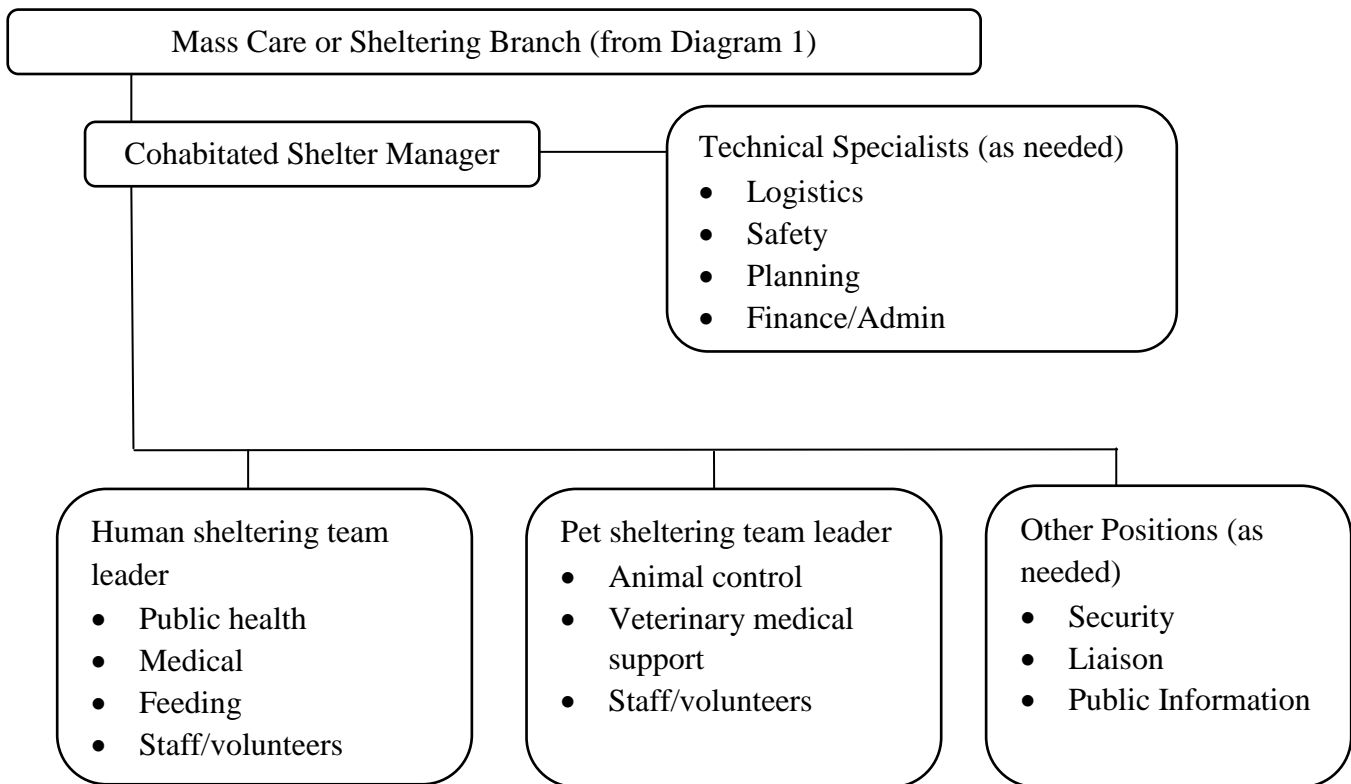 Mass Care or Sheltering Branch (from Diagram 1)
Cohabitated Shelter Manager
Technical Specialists (as needed)
• Logistics
• Safety
• Planning
• Finance/Admin
Human sheltering team
leader
• Public health
• Medical
• Feeding
• Staff/volunteers
Pet sheltering team leader
• Animal control
• Veterinary medical
support
• Staff/volunteers
Other Positions (as
needed)
• Security
• Liaison
• Public Information